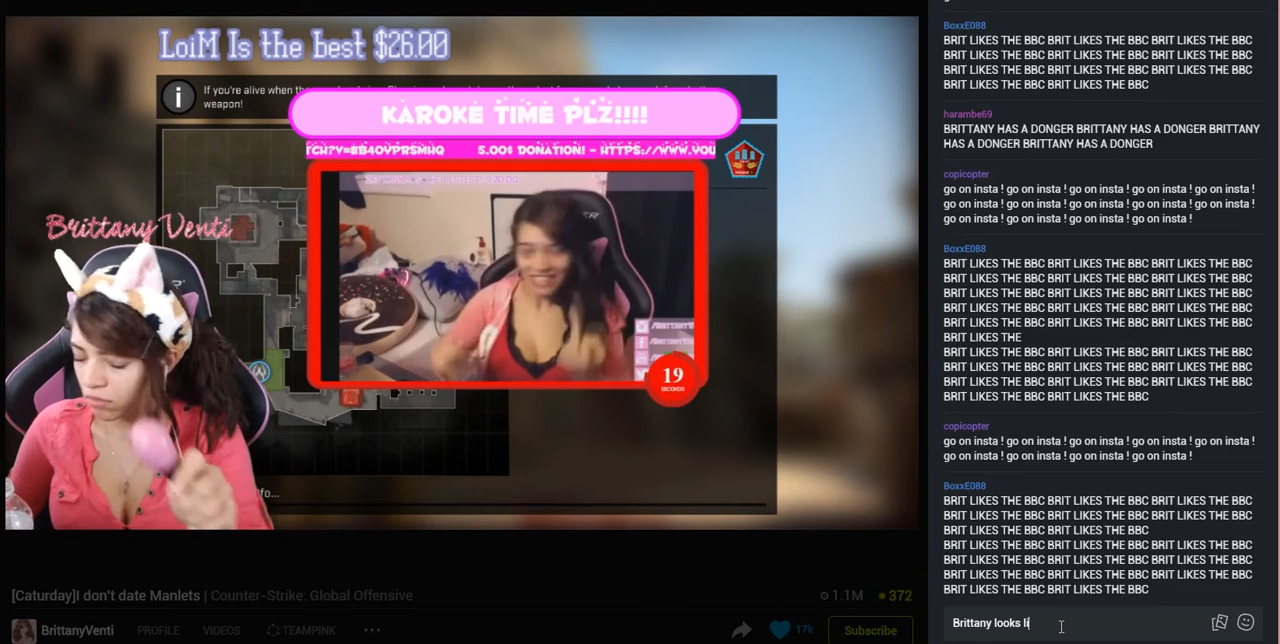 LoiM Is the best $26.00
If you're alive when th
weapon!
KAROKE TIME PLZ!!!!
TCH?V=EB4OVPRSMHQ 5.00$ DONATION! - HTTPS://WWW.YOU
Brittany Venti
19
SECONDS
fo...
[Caturday]I don't date Manlets | Counter-Strike: Global Offensive
1.1M 372
BrittanyVenti PROFILE VIDEOS TEAMPINK ... 17k Subscribe
BoxxE088
BRIT LIKES THE BBC BRIT LIKES THE BBC BRIT LIKES THE BBC
BRIT LIKES THE BBC BRIT LIKES THE BBC BRIT LIKES THE BBC
BRIT LIKES THE BBC BRIT LIKES THE BBC BRIT LIKES THE BBC
BRIT LIKES THE BBC BRIT LIKES THE BBC
harambe69
BRITTANY HAS A DONGER BRITTANY HAS A DONGER BRITTANY
HAS A DONGER BRITTANY HAS A DONGER
copicopter
go on insta ! go on insta ! go on insta ! go on insta ! go on insta !
go on insta ! go on insta ! go on insta ! go on insta ! go on insta !
go on insta ! go on insta ! go on insta ! go on insta !
BoxxE088
BRIT LIKES THE BBC BRIT LIKES THE BBC BRIT LIKES THE BBC
BRIT LIKES THE BBC BRIT LIKES THE BBC BRIT LIKES THE BBC
BRIT LIKES THE BBC BRIT LIKES THE BBC BRIT LIKES THE BBC
BRIT LIKES THE BBC BRIT LIKES THE BBC BRIT LIKES THE BBC
BRIT LIKES THE BBC BRIT LIKES THE BBC BRIT LIKES THE BBC
BRIT LIKES THE
BRIT LIKES THE BBC BRIT LIKES THE BBC BRIT LIKES THE BBC
BRIT LIKES THE BBC BRIT LIKES THE BBC BRIT LIKES THE BBC
BRIT LIKES THE BBC BRIT LIKES THE BBC BRIT LIKES THE BBC
BRIT LIKES THE BBC BRIT LIKES THE BBC
copicopter
go on insta ! go on insta ! go on insta ! go on insta ! go on insta !
go on insta ! go on insta ! go on insta ! go on insta !
BoxxE088
BRIT LIKES THE BBC BRIT LIKES THE BBC BRIT LIKES THE BBC
BRIT LIKES THE BBC BRIT LIKES THE BBC BRIT LIKES THE BBC
BRIT LIKES THE BBC BRIT LIKES THE BBC
BRIT LIKES THE BBC BRIT LIKES THE BBC BRIT LIKES THE BBC
BRIT LIKES THE BBC BRIT LIKES THE BBC BRIT LIKES THE BBC
BRIT LIKES THE BBC BRIT LIKES THE BBC BRIT LIKES THE BBC
BRIT LIKES THE BBC BRIT LIKES THE BBC
Brittany looks li